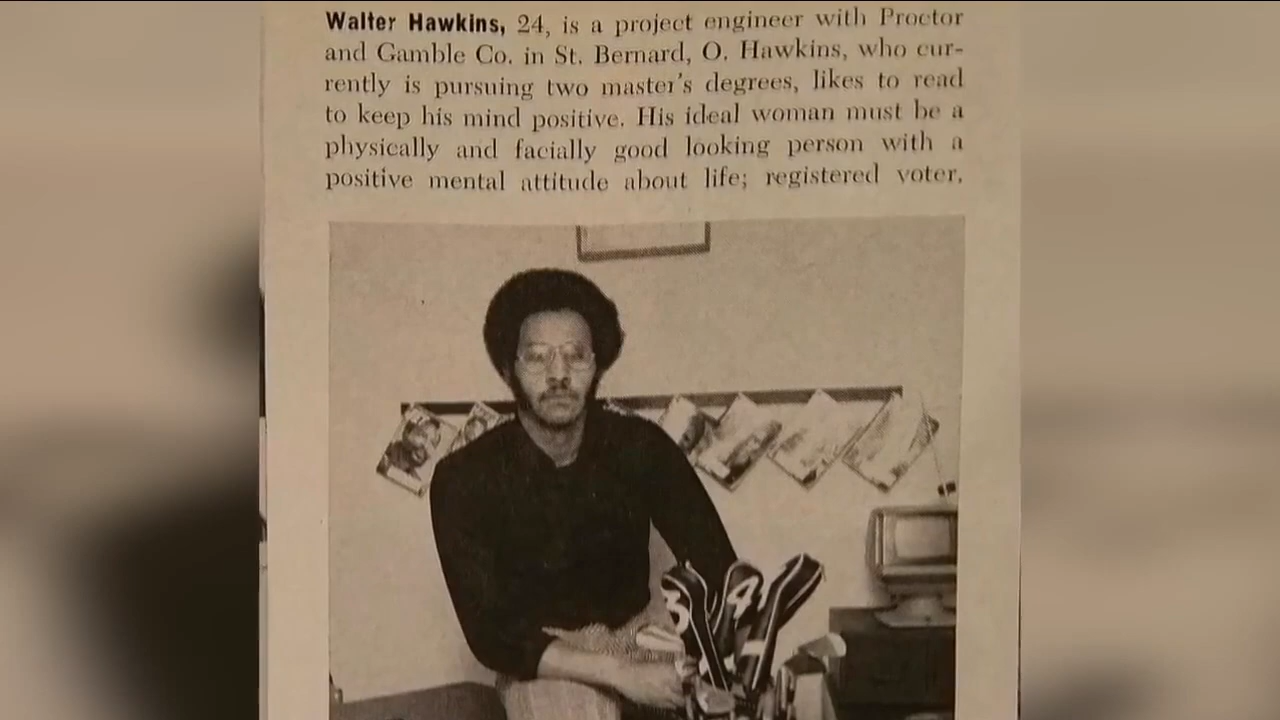 Walter Hawkins, 24, is a project engineer with Proctor
and Gamble Co. in St. Bernard, O. Hawkins, who cur-
rently is pursuing two master's degrees, likes to read
to keep his mind positive. His ideal woman must be a
physically and facially good looking person with a
positive mental attitude about life; registered voter,
3
4